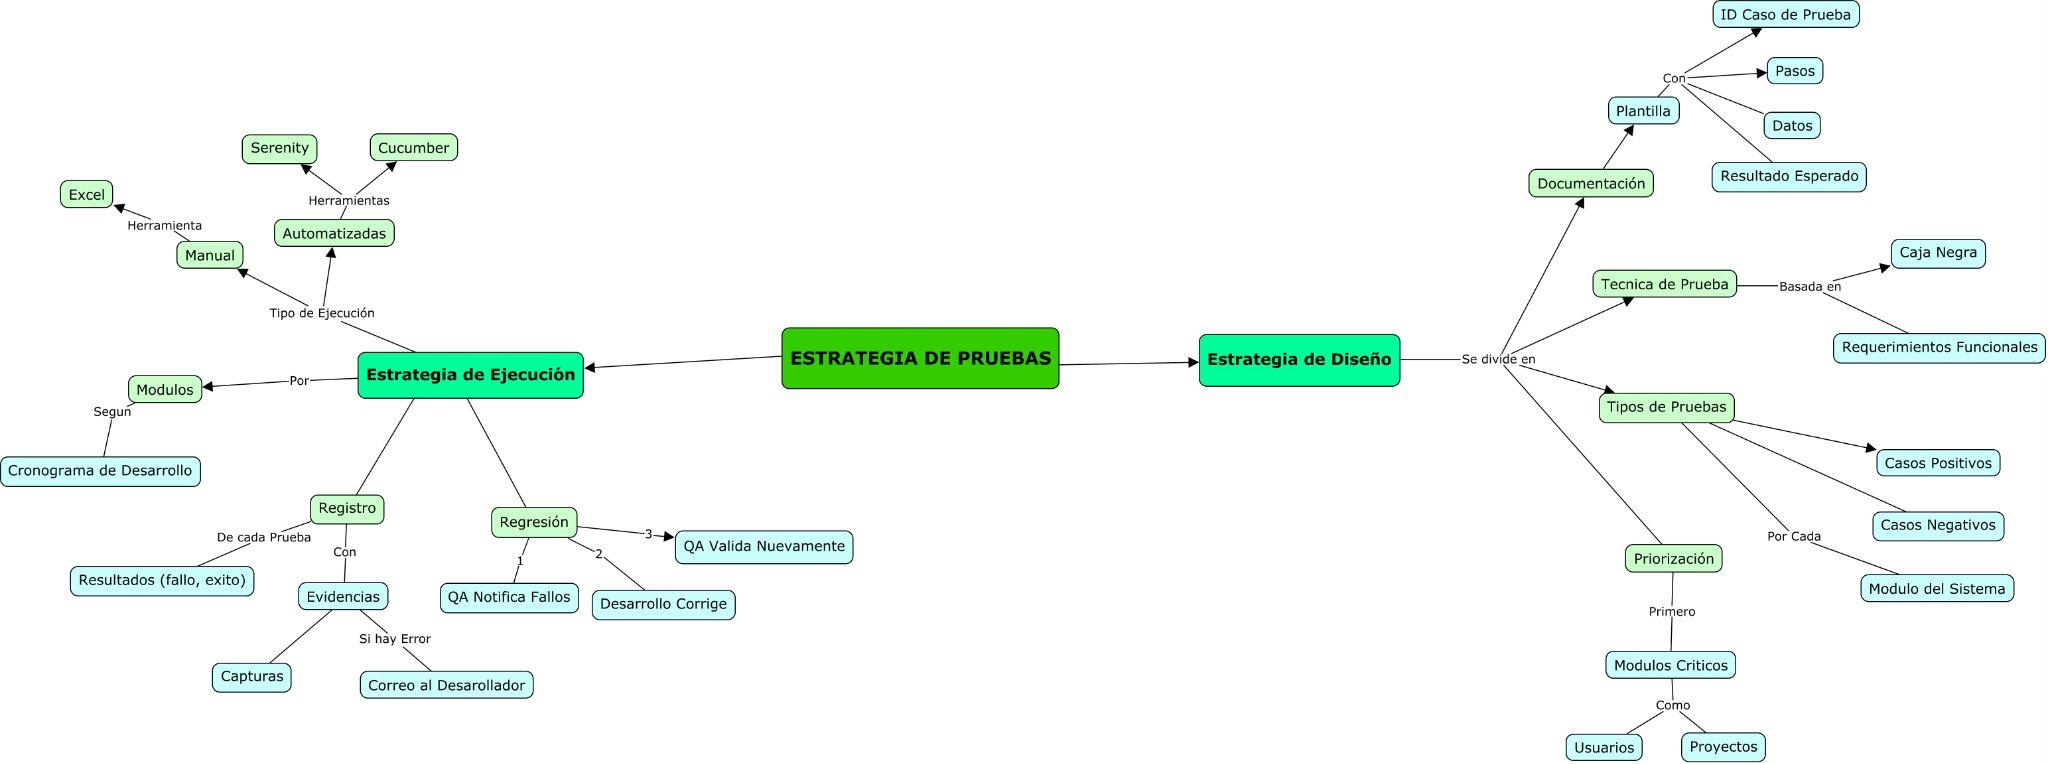 ESTRATEGIA DE PRUEBAS
Estrategia de Ejecución
Tipo de Ejecución
Manual
Herramienta
Excel
Automatizadas
Herramientas
Serenity
Cucumber
Por
Modulos
Segun
Cronograma de Desarrollo
Registro
De cada Prueba
Resultados (fallo, exito)
Con
Evidencias
Capturas
Si hay Error
Correo al Desarollador
Regresión
1
QA Notifica Fallos
2
Desarrollo Corrige
3
QA Valida Nuevamente
Estrategia de Diseño
Se divide en
Documentación
Plantilla
Con
ID Caso de Prueba
Pasos
Datos
Resultado Esperado
Tecnica de Prueba
Basada en
Caja Negra
Requerimientos Funcionales
Tipos de Pruebas
Casos Positivos
Casos Negativos
Por Cada
Modulo del Sistema
Priorización
Primero
Modulos Criticos
Como
Usuarios
Proyectos